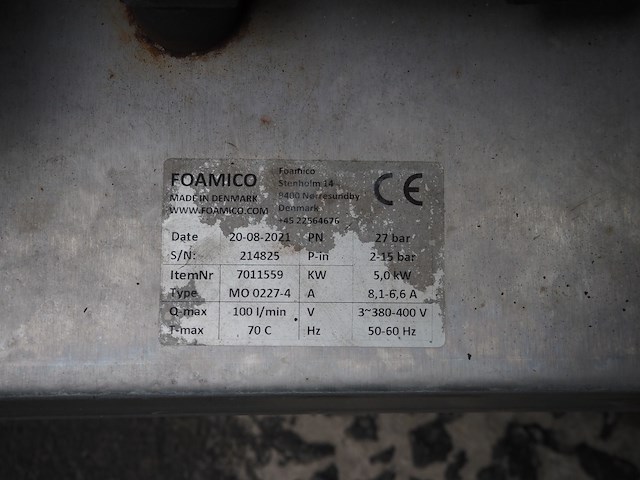 FOAMICO
MADE IN DENMARK
WWW.FOAMICO.COM
Foamico
Stenholm 14
9400 Nørresundby
Denmark
+45 22564676
CE
Date 20-08-2021 PN 27 bar
S/N: 214825 P-in 2-15 bar
ItemNr 7011559 KW 5,0 kW
Type MO 0227-4 A 8,1-6,6 A
Q-max 100 l/min V 3~380-400 V
T-max 70 C Hz 50-60 Hz